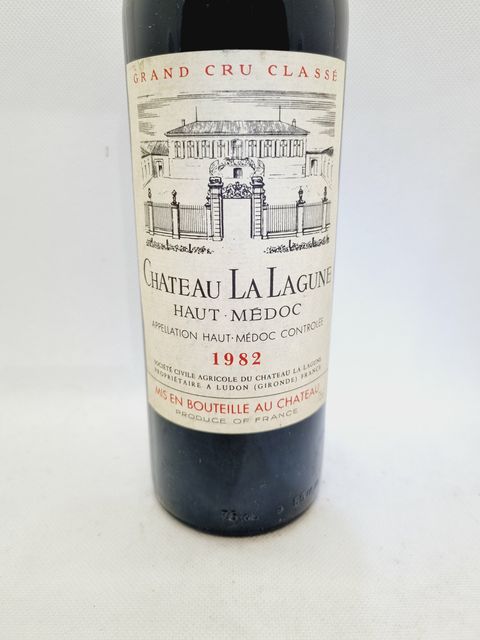 GRAND CRU CLASSÉ
CHATEAU LA LAGUNE
HAUT-MÉDOC
APPELLATION HAUT-MÉDOC CONTROLÉE
1982
SOCIÉTÉ CIVILE AGRICOLE DU CHATEAU LA LAGUNE
PROPRIÉTAIRE A LUDON (GIRONDE) FRANCE
MIS EN BOUTEILLE AU CHATEAU
PRODUCE OF FRANCE